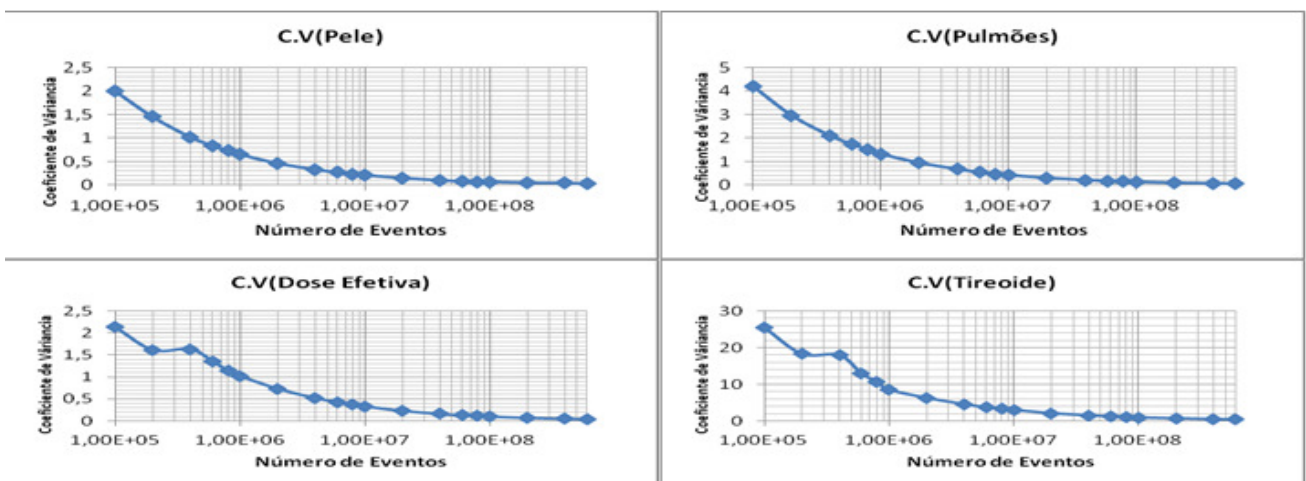 C.V(Pele)
Coeficiente de Váriancia
2,5
2
1,5
1
0,5
0
1,00E+05 1,00E+06 1,00E+07 1,00E+08
Número de Eventos
C.V(Pulmões)
Coeficiente de Váriancia
5
4
3
2
1
0
1,00E+05 1,00E+06 1,00E+07 1,00E+08
Número de Eventos
C.V(Dose Efetiva)
Coeficiente de Váriancia
2,5
2
1,5
1
0,5
0
1,00E+05 1,00E+06 1,00E+07 1,00E+08
Número de Eventos
C.V(Tireoide)
Coeficiente de Váriancia
30
20
10
0
1,00E+05 1,00E+06 1,00E+07 1,00E+08
Número de Eventos